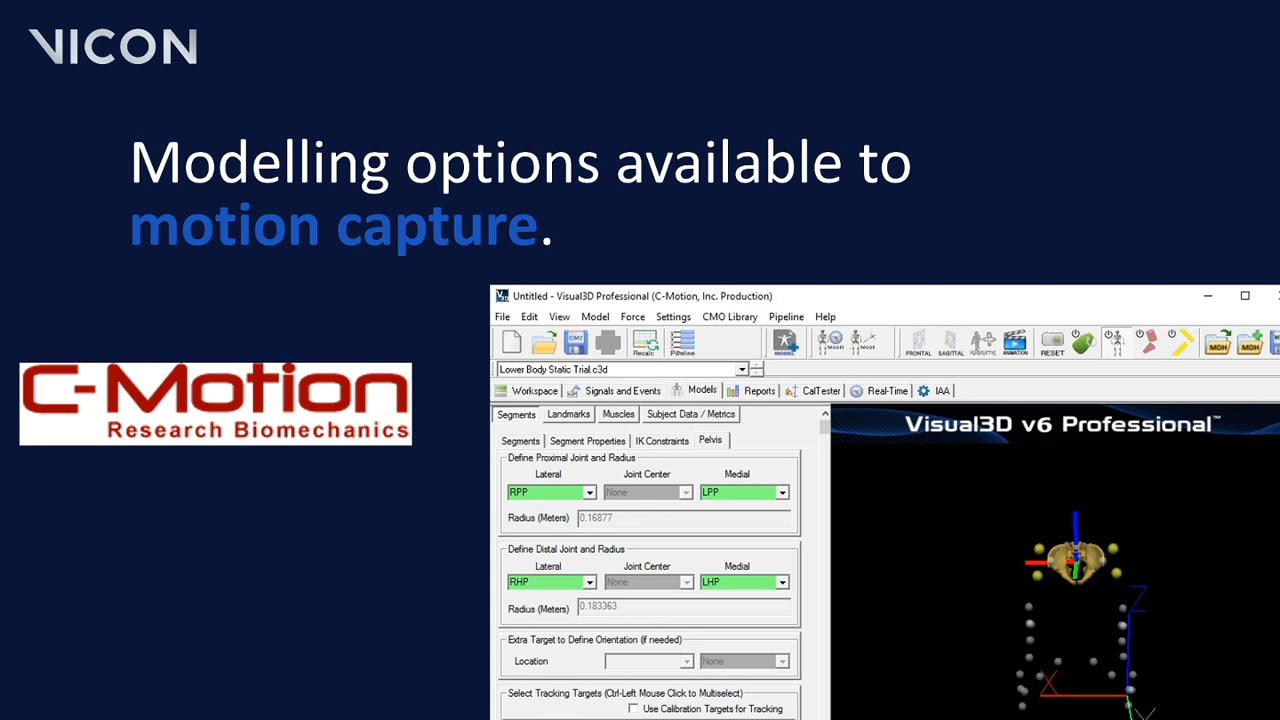 VICON
Modelling options available to
motion capture.
C-Motion
Research Biomechanics
Untitled - Visual3D Professional (C-Motion, Inc. Production)
File Edit View Model Force Settings CMO Library Pipeline Help
CMZ Recalc Pipeline MODEL FRONTAL SAGITTAL ANIMATION RESET MDH MDH
Lower Body Static Trial.c3d
Workspace Signals and Events Models Reports CalTester Real-Time IAA
Segments Landmarks Muscles Subject Data / Metrics
Visual3D v6 Professional™
Segments Segment Properties IK Constraints Pelvis
Define Proximal Joint and Radius
Lateral Joint Center Medial
RPP None LPP
Radius (Meters) 0.16877
Define Distal Joint and Radius
Lateral Joint Center Medial
RHP None LHP
Radius (Meters) 0.183363
Extra Target to Define Orientation (if needed)
Location None
Select Tracking Targets (Ctrl-Left Mouse Click to Multiselect)
Use Calibration Targets for Tracking
Z
X
Y